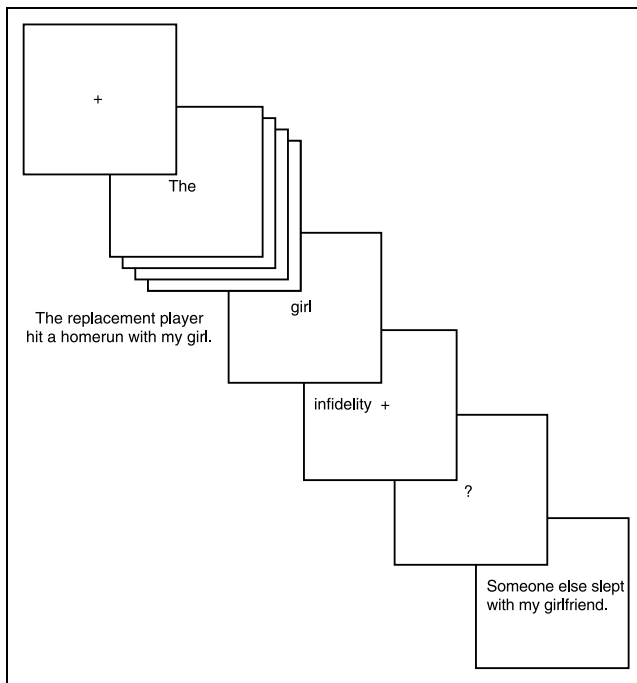 +
The
The replacement player
hit a homerun with my girl.
girl
infidelity +
?
Someone else slept
with my girlfriend.